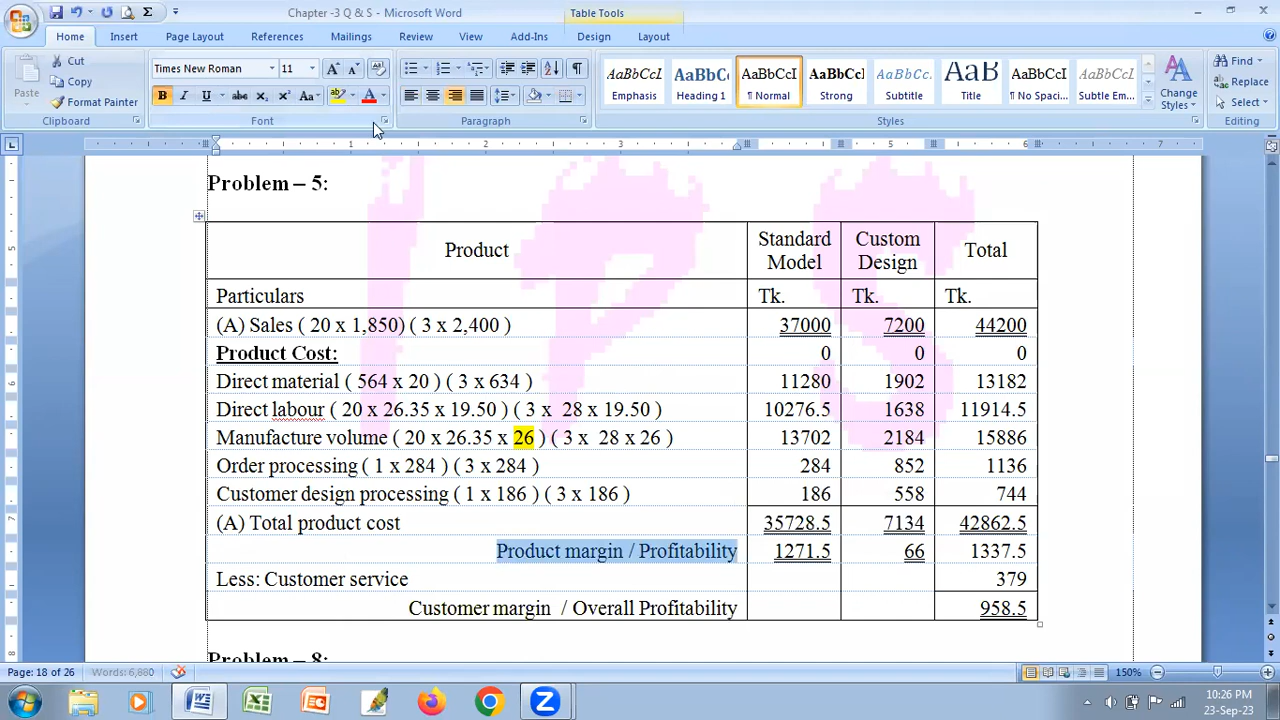 Chapter -3 Q & S - Microsoft Word
Table Tools
Home Insert Page Layout References Mailings Review View Add-Ins Design Layout
Paste
Cut
Copy
Format Painter
Clipboard
Times New Roman 11
Font
Paragraph
AaBbCcI Emphasis
AaBbC Heading 1
AaBbCcI ¶ Normal
AaBbCc Strong
AaBbCc Subtitle
AaB Title
AaBbCcI ¶ No Spaci...
AaBbCcI Subtle Em...
Change Styles
Styles
Find
Replace
Select
Editing
1 2 3 5 6 7
Problem – 5:
Product Standard Model Custom Design Total
Particulars Tk. Tk. Tk.
(A) Sales ( 20 x 1,850) ( 3 x 2,400 ) 37000 7200 44200
Product Cost: 0 0 0
Direct material ( 564 x 20 ) ( 3 x 634 ) 11280 1902 13182
Direct labour ( 20 x 26.35 x 19.50 ) ( 3 x 28 x 19.50 ) 10276.5 1638 11914.5
Manufacture volume ( 20 x 26.35 x 26 ) ( 3 x 28 x 26 ) 13702 2184 15886
Order processing ( 1 x 284 ) ( 3 x 284 ) 284 852 1136
Customer design processing ( 1 x 186 ) ( 3 x 186 ) 186 558 744
(A) Total product cost 35728.5 7134 42862.5
Product margin / Profitability 1271.5 66 1337.5
Less: Customer service 379
Customer margin / Overall Profitability 958.5
Problem – 8:
Page: 18 of 26 Words: 6,880 150%
10:26 PM
23-Sep-23